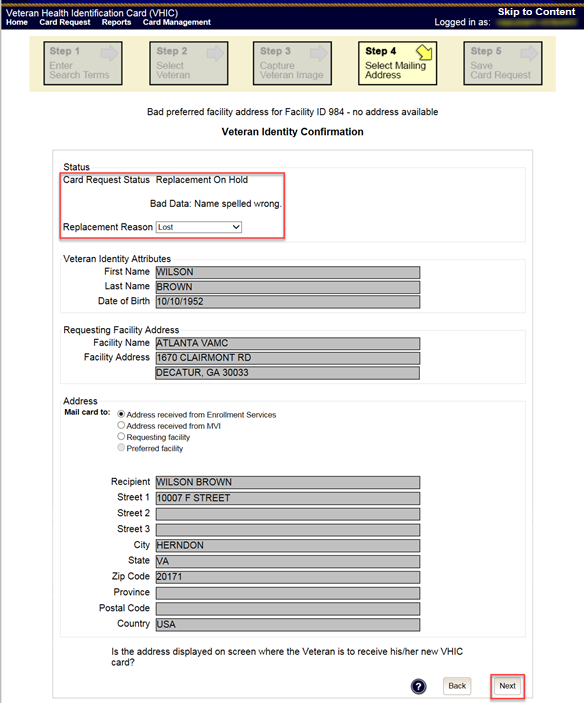 Veteran Health Identification Card (VHIC)
Skip to Content
Home Card Request Reports Card Management
Logged in as:
Step 1
Enter
Search Terms
Step 2
Select
Veteran
Step 3
Capture
Veteran Image
Step 4
Select Mailing
Address
Step 5
Save
Card Request
Bad preferred facility address for Facility ID 984 - no address available
Veteran Identity Confirmation
Status
Card Request Status Replacement On Hold
Bad Data: Name spelled wrong.
Replacement Reason Lost
Veteran Identity Attributes
First Name WILSON
Last Name BROWN
Date of Birth 10/10/1952
Requesting Facility Address
Facility Name ATLANTA VAMC
Facility Address 1670 CLAIRMONT RD
DECATUR, GA 30033
Address
Mail card to: Address received from Enrollment Services
Address received from MVI
Requesting facility
Preferred facility
Recipient WILSON BROWN
Street 1 10007 F STREET
Street 2
Street 3
City HERNDON
State VA
Zip Code 20171
Province
Postal Code
Country USA
Is the address displayed on screen where the Veteran is to receive his/her new VHIC
card?
? Back Next